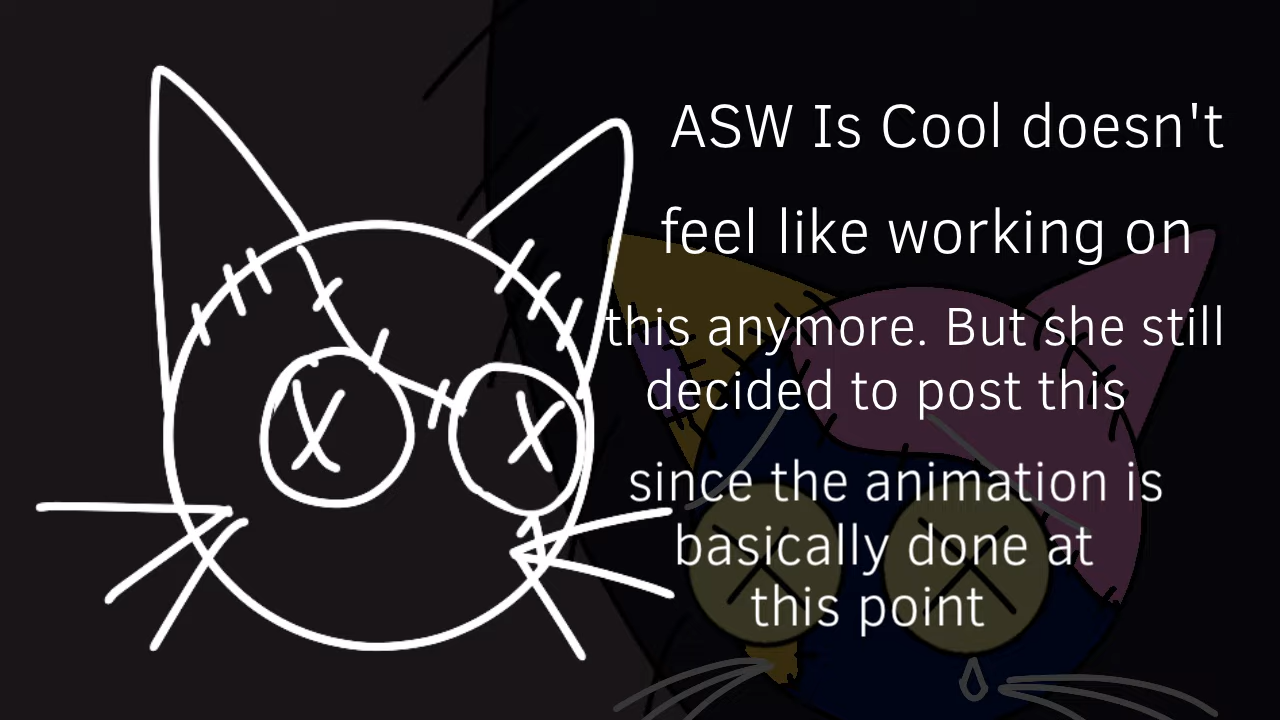 ASW Is Cool doesn't
feel like working on
this anymore. But she still
decided to post this
since the animation is
basically done at
this point